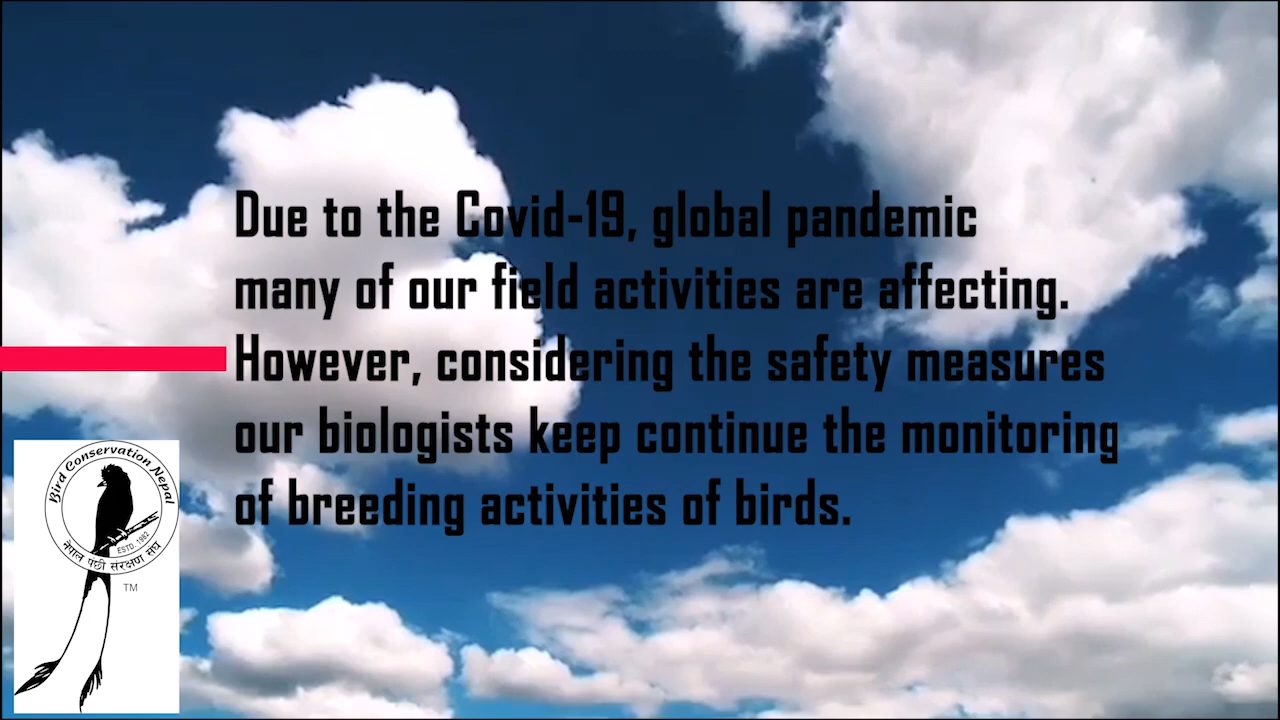 Due to the Covid-19, global pandemic
many of our field activities are affecting.
However, considering the safety measures
our biologists keep continue the monitoring
of breeding activities of birds.
Bird Conservation Nepal
ESTD. 1982
नेपाल पंछी संरक्षण संघ
TM